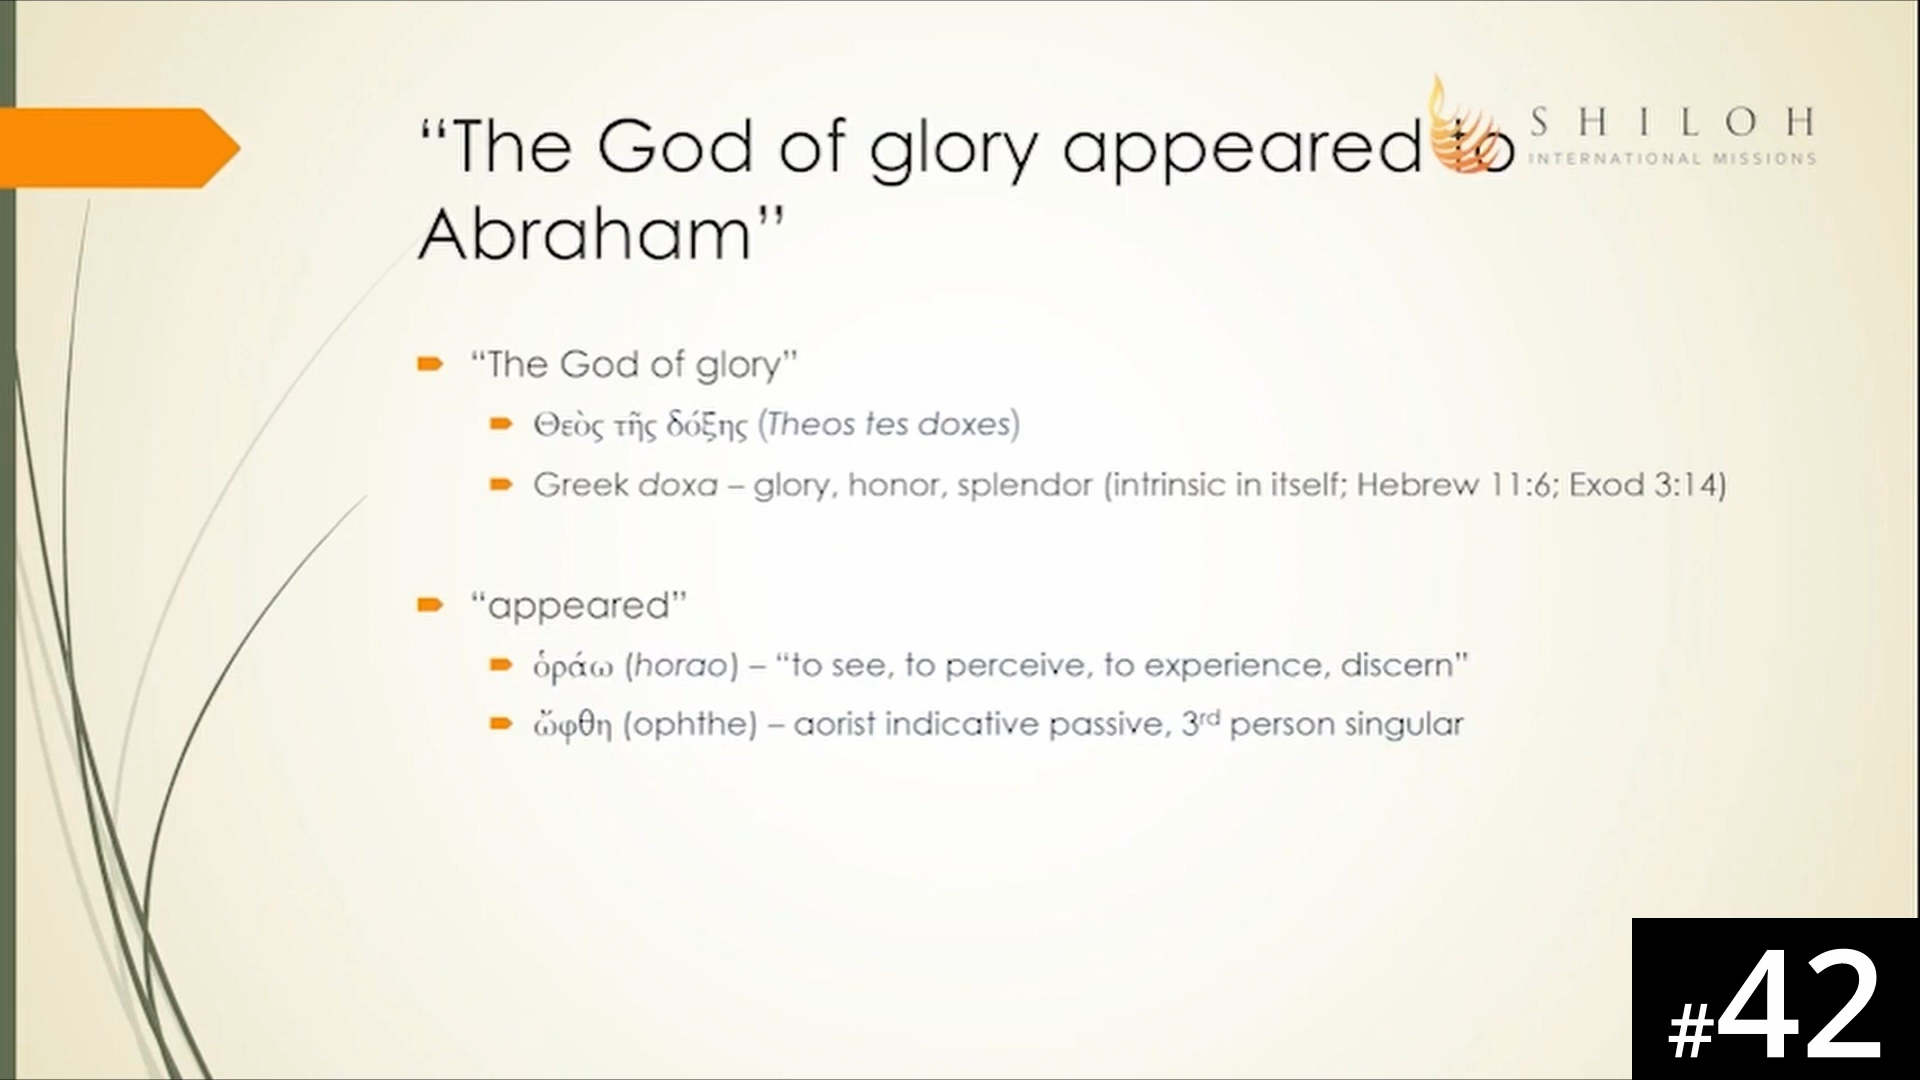 “The God of glory appeared to
Abraham”
SHILOH
INTERNATIONAL MISSIONS
“The God of glory”
Θεὸς τῆς δόξης (Theos tes doxes)
Greek doxa – glory, honor, splendor (intrinsic in itself; Hebrew 11:6; Exod 3:14)
“appeared”
ὁράω (horao) – “to see, to perceive, to experience, discern”
ὤφθη (ophthe) – aorist indicative passive, 3rd person singular
#42